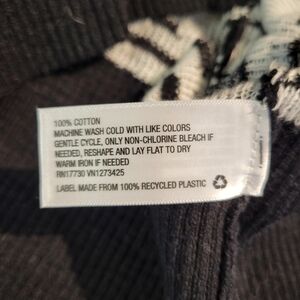 100% COTTON
MACHINE WASH COLD WITH LIKE COLORS
GENTLE CYCLE, ONLY NON-CHLORINE BLEACH IF
NEEDED, RESHAPE AND LAY FLAT TO DRY
WARM IRON IF NEEDED
RN17730 VN1273425
LABEL MADE FROM 100% RECYCLED PLASTIC